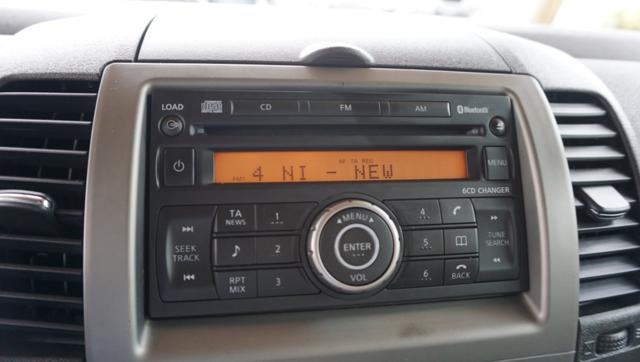 LOAD CD FM AM Bluetooth
AF TA REG
FM1 4 NI - NEW
MENU
6CD CHANGER
TA NEWS
1
SEEK TRACK
2
RPT MIX
3
MENU
ENTER
VOL
4
5
6
BACK
TUNE SEARCH